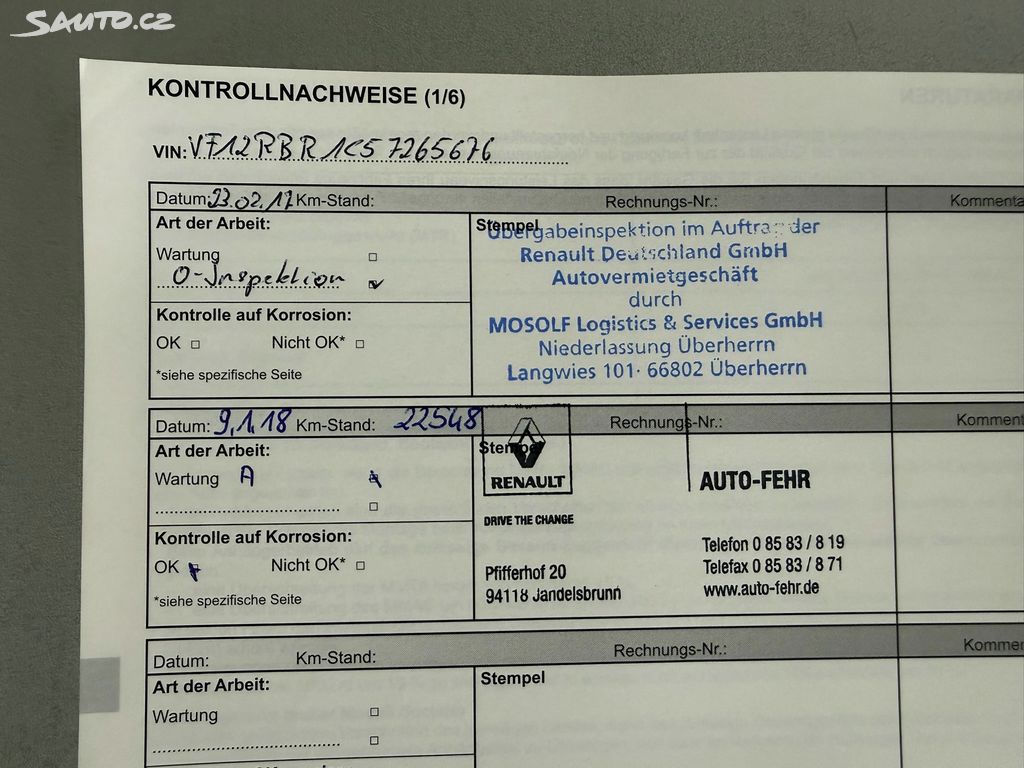 Sauto.cz
KONTROLLNACHWEISE (1/6)
VIN: VF12RBR1C57265676
Datum: 23.02.17 Km-Stand: Rechnungs-Nr.:
Art der Arbeit: Stempel
Wartung
0-Inspektion
Übergabeinspektion im Auftrag der
Renault Deutschland GmbH
Autovermietgeschäft
durch
MOSOLF Logistics & Services GmbH
Niederlassung Überherrn
Langwies 101· 66802 Überherrn
Kontrolle auf Korrosion:
OK Nicht OK*
*siehe spezifische Seite
Datum: 9.1.18 Km-Stand: 22548 Rechnungs-Nr.:
Art der Arbeit: Stempel
Wartung A
RENAULT
DRIVE THE CHANGE
AUTO-FEHR
Pfifferhof 20
94118 Jandelsbrunn
Telefon 0 85 83 / 8 19
Telefax 0 85 83 / 8 71
www.auto-fehr.de
Kontrolle auf Korrosion:
OK Nicht OK*
*siehe spezifische Seite
Datum: Km-Stand: Rechnungs-Nr.:
Art der Arbeit: Stempel
Wartung